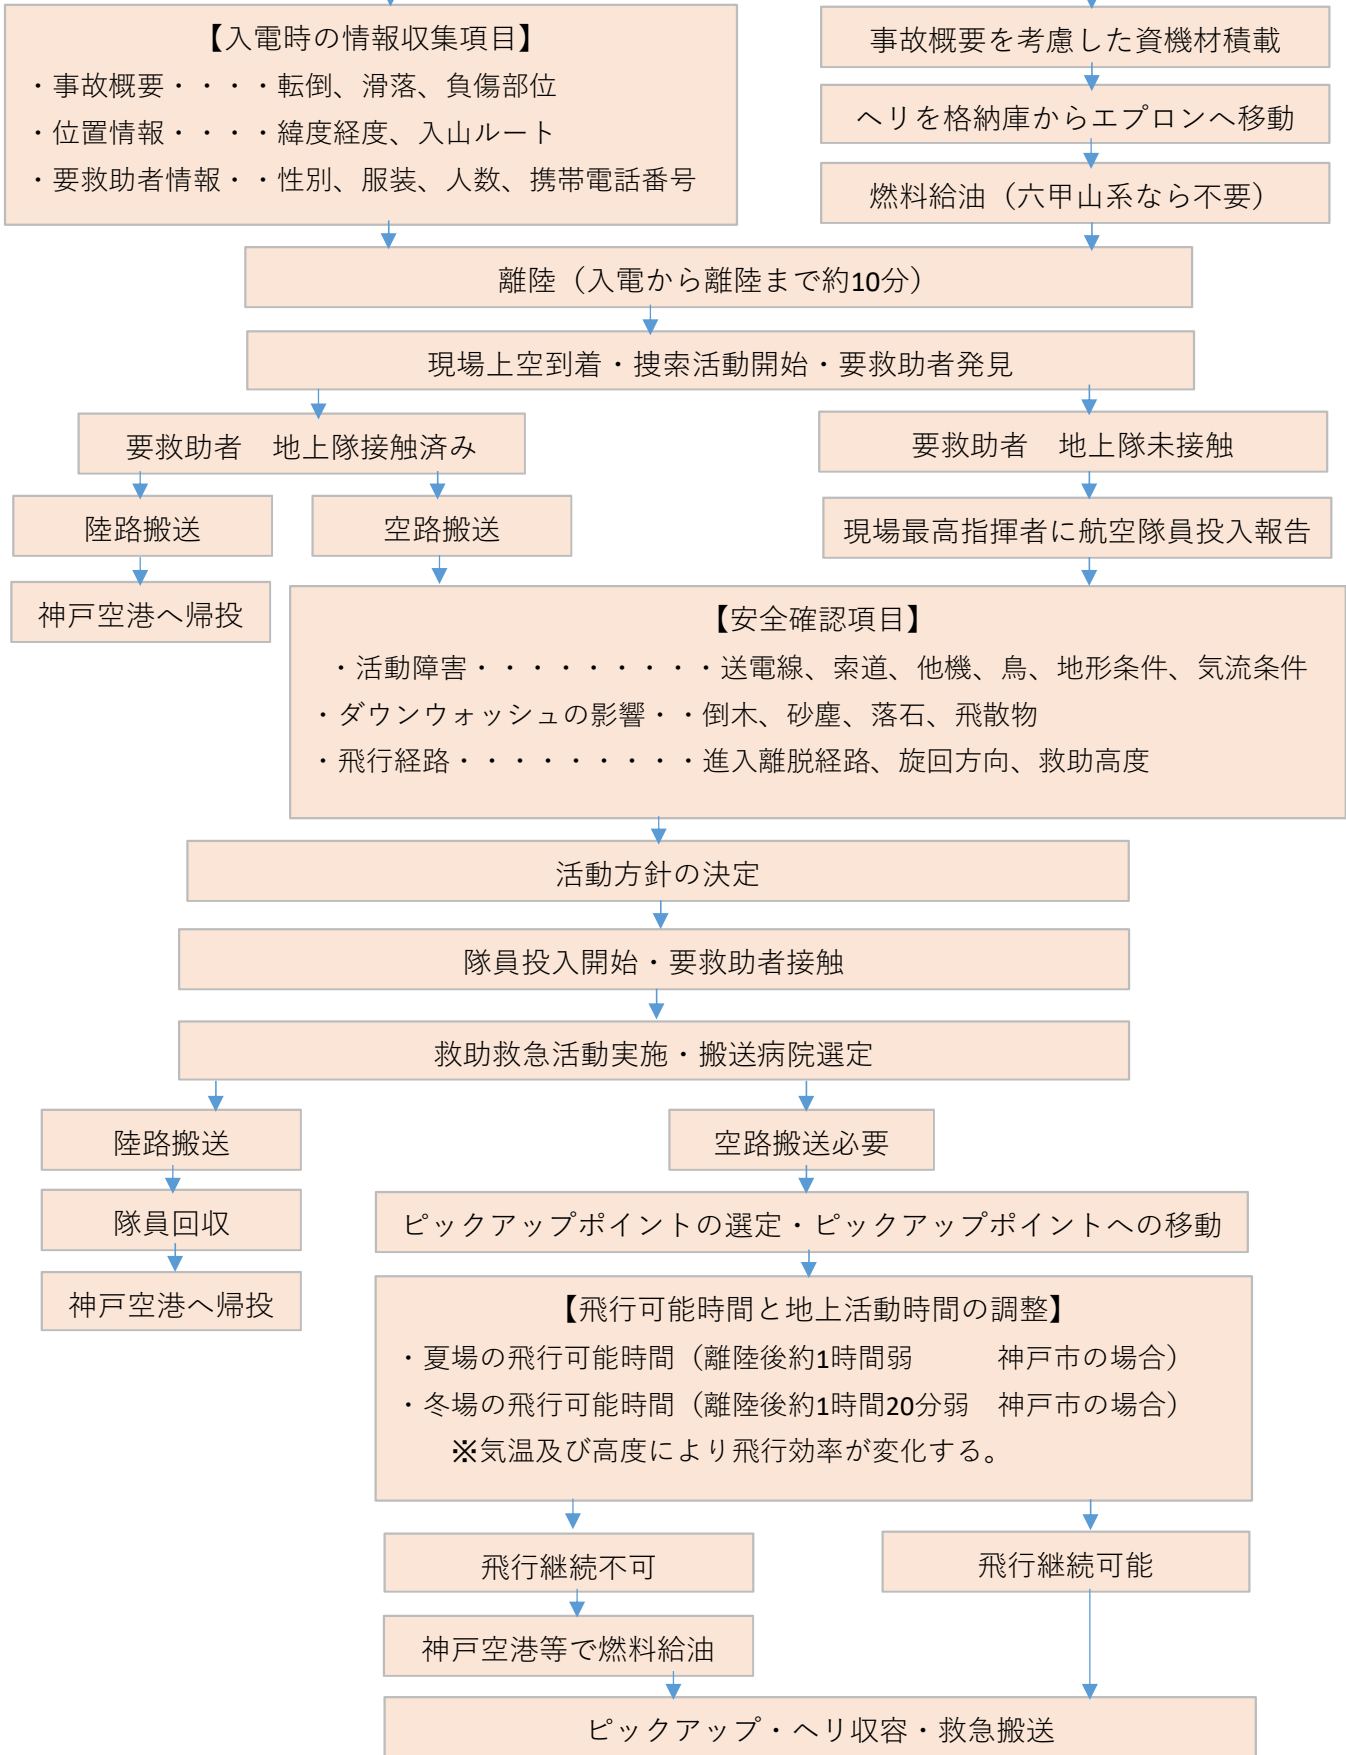 【入電時の情報収集項目】
・事故概要・・・・転倒、滑落、負傷部位
・位置情報・・・・緯度経度、入山ルート
・要救助者情報・・性別、服装、人数、携帯電話番号
事故概要を考慮した資機材積載
ヘリを格納庫からエプロンへ移動
燃料給油（六甲山系なら不要）
離陸（入電から離陸まで約10分）
現場上空到着・捜索活動開始・要救助者発見
要救助者　地上隊接触済み
要救助者　地上隊未接触
陸路搬送
空路搬送
現場最高指揮者に航空隊員投入報告
神戸空港へ帰投
【安全確認項目】
・活動障害・・・・・・・・・送電線、索道、他機、鳥、地形条件、気流条件
・ダウンウォッシュの影響・・倒木、砂塵、落石、飛散物
・飛行経路・・・・・・・・・進入離脱経路、旋回方向、救助高度
活動方針の決定
隊員投入開始・要救助者接触
救助救急活動実施・搬送病院選定
陸路搬送
空路搬送必要
隊員回収
ピックアップポイントの選定・ピックアップポイントへの移動
神戸空港へ帰投
【飛行可能時間と地上活動時間の調整】
・夏場の飛行可能時間（離陸後約1時間弱　　　神戸市の場合）
・冬場の飛行可能時間（離陸後約1時間20分弱　神戸市の場合）
※気温及び高度により飛行効率が変化する。
飛行継続不可
飛行継続可能
神戸空港等で燃料給油
ピックアップ・ヘリ収容・救急搬送